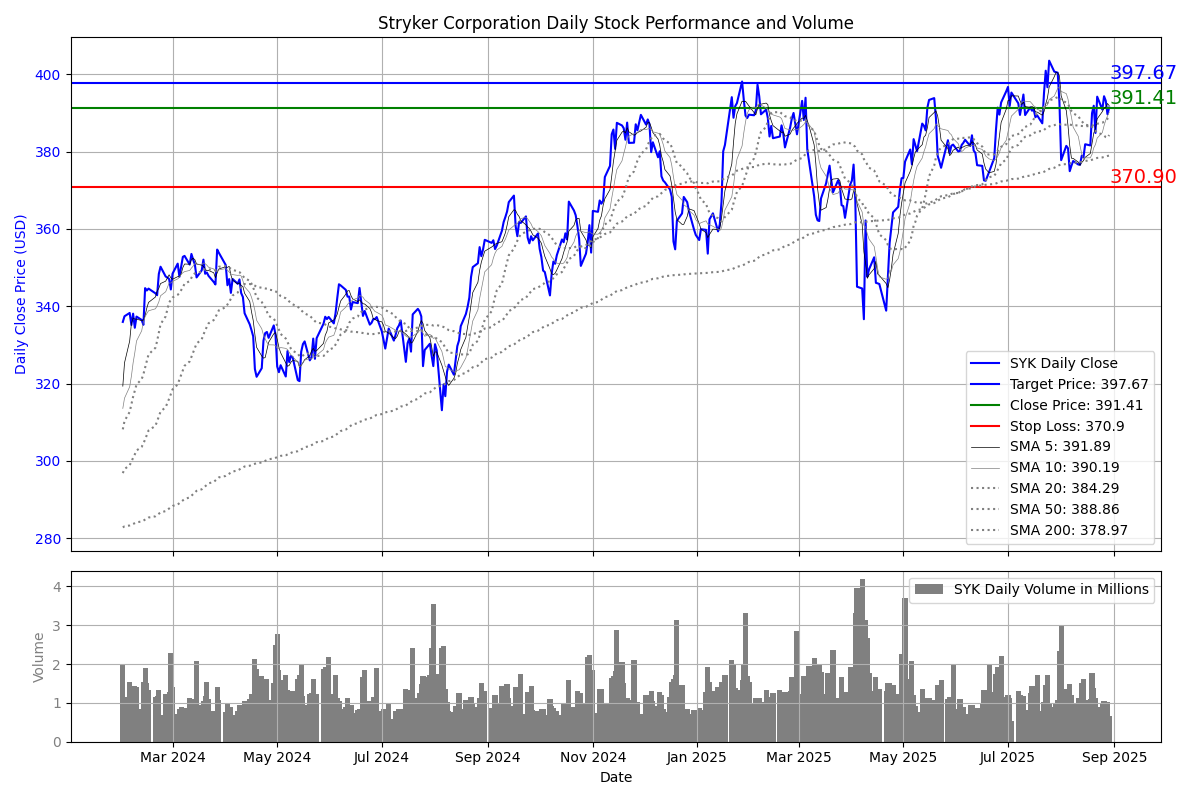 Stryker Corporation Daily Stock Performance and Volume
Daily Close Price (USD)
400
380
360
340
320
300
280
397.67
391.41
370.90
SYK Daily Close
Target Price: 397.67
Close Price: 391.41
Stop Loss: 370.9
SMA 5: 391.89
SMA 10: 390.19
SMA 20: 384.29
SMA 50: 388.86
SMA 200: 378.97
Volume
4
3
2
1
0
SYK Daily Volume in Millions
Mar 2024 May 2024 Jul 2024 Sep 2024 Nov 2024 Jan 2025 Mar 2025 May 2025 Jul 2025 Sep 2025
Date